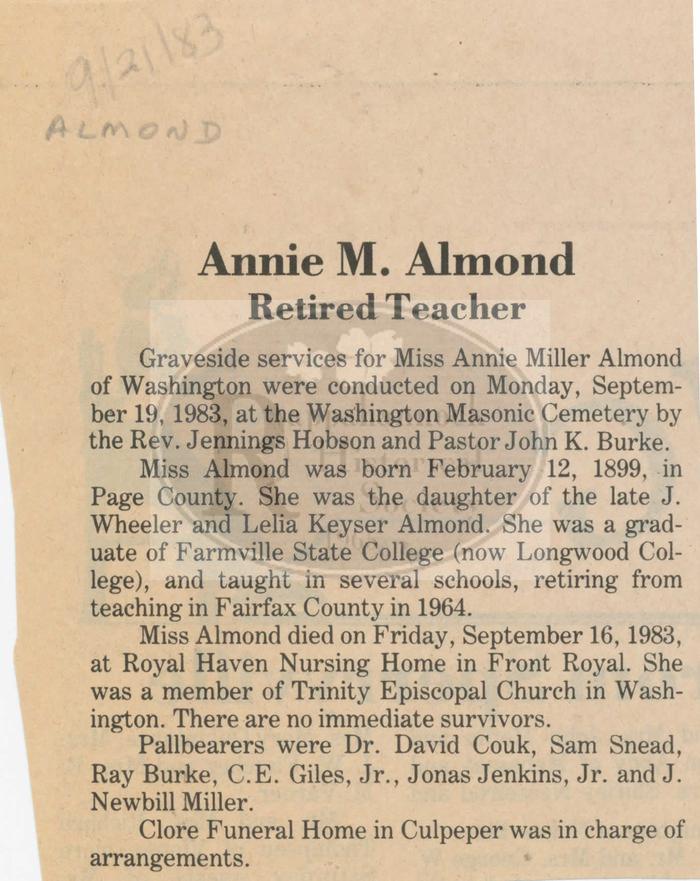 9/21/83
ALMOND
Annie M. Almond
Retired Teacher
Graveside services for Miss Annie Miller Almond
of Washington were conducted on Monday, Septem-
ber 19, 1983, at the Washington Masonic Cemetery by
the Rev. Jennings Hobson and Pastor John K. Burke.
Miss Almond was born February 12, 1899, in
Page County. She was the daughter of the late J.
Wheeler and Lelia Keyser Almond. She was a grad-
uate of Farmville State College (now Longwood Col-
lege), and taught in several schools, retiring from
teaching in Fairfax County in 1964.
Miss Almond died on Friday, September 16, 1983,
at Royal Haven Nursing Home in Front Royal. She
was a member of Trinity Episcopal Church in Wash-
ington. There are no immediate survivors.
Pallbearers were Dr. David Couk, Sam Snead,
Ray Burke, C.E. Giles, Jr., Jonas Jenkins, Jr. and J.
Newbill Miller.
Clore Funeral Home in Culpeper was in charge of
arrangements.